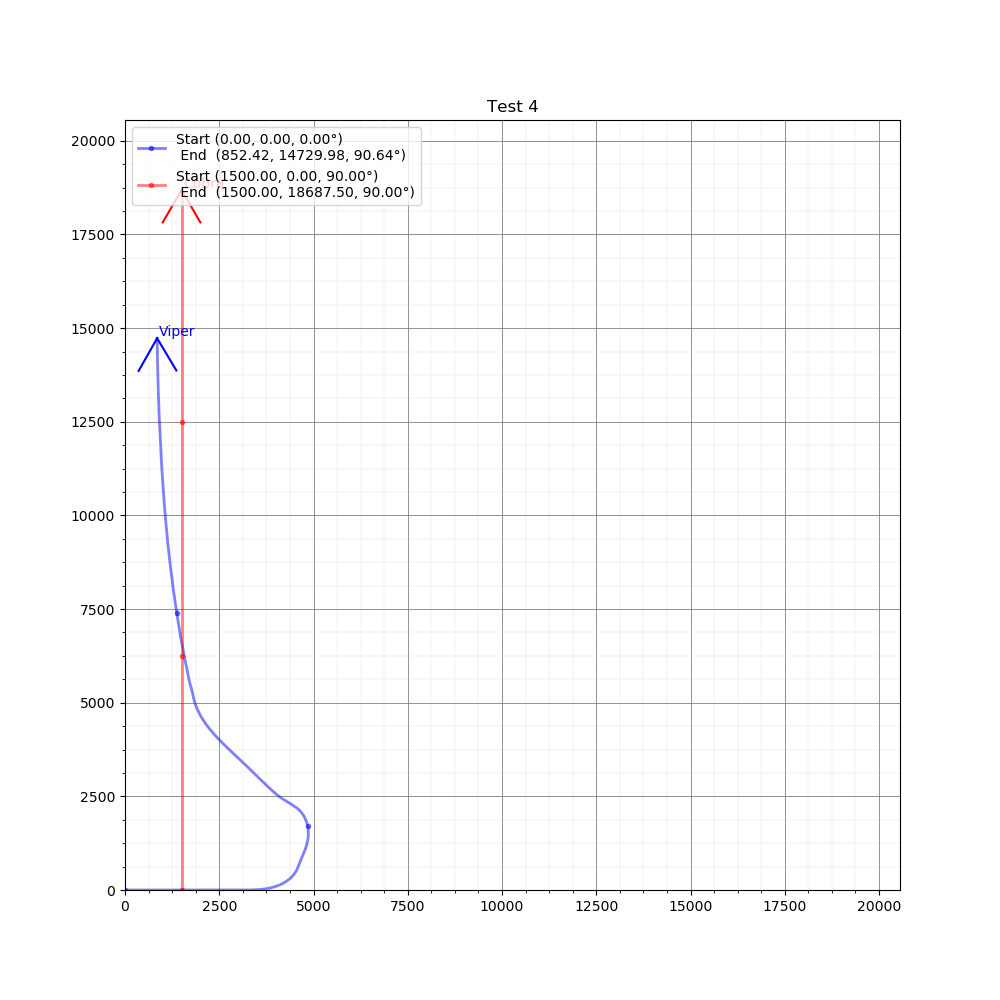 Test 4
Start (0.00, 0.00, 0.00°)
End (852.42, 14729.98, 90.64°)
Start (1500.00, 0.00, 90.00°)
End (1500.00, 18687.50, 90.00°)
20000
17500
15000
12500
10000
7500
5000
2500
0
Viper
0 2500 5000 7500 10000 12500 15000 17500 20000